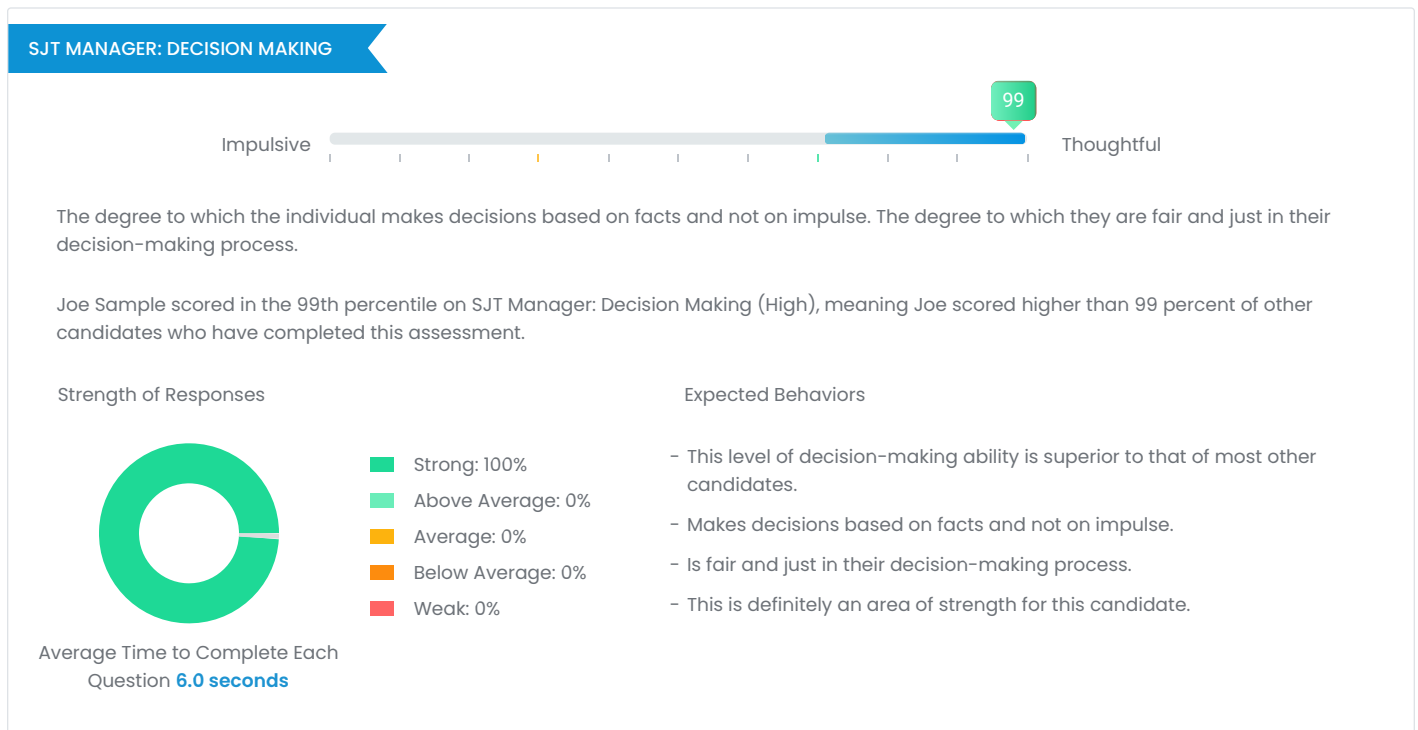 SJT MANAGER: DECISION MAKING
99
Impulsive
Thoughtful
The degree to which the individual makes decisions based on facts and not on impulse. The degree to which they are fair and just in their
decision-making process.
Joe Sample scored in the 99th percentile on SJT Manager: Decision Making (High), meaning Joe scored higher than 99 percent of other
candidates who have completed this assessment.
Strength of Responses
Strong: 100%
Above Average: 0%
Average: 0%
Below Average: 0%
Weak: 0%
Average Time to Complete Each
Question 6.0 seconds
Expected Behaviors
- This level of decision-making ability is superior to that of most other
candidates.
- Makes decisions based on facts and not on impulse.
- Is fair and just in their decision-making process.
- This is definitely an area of strength for this candidate.